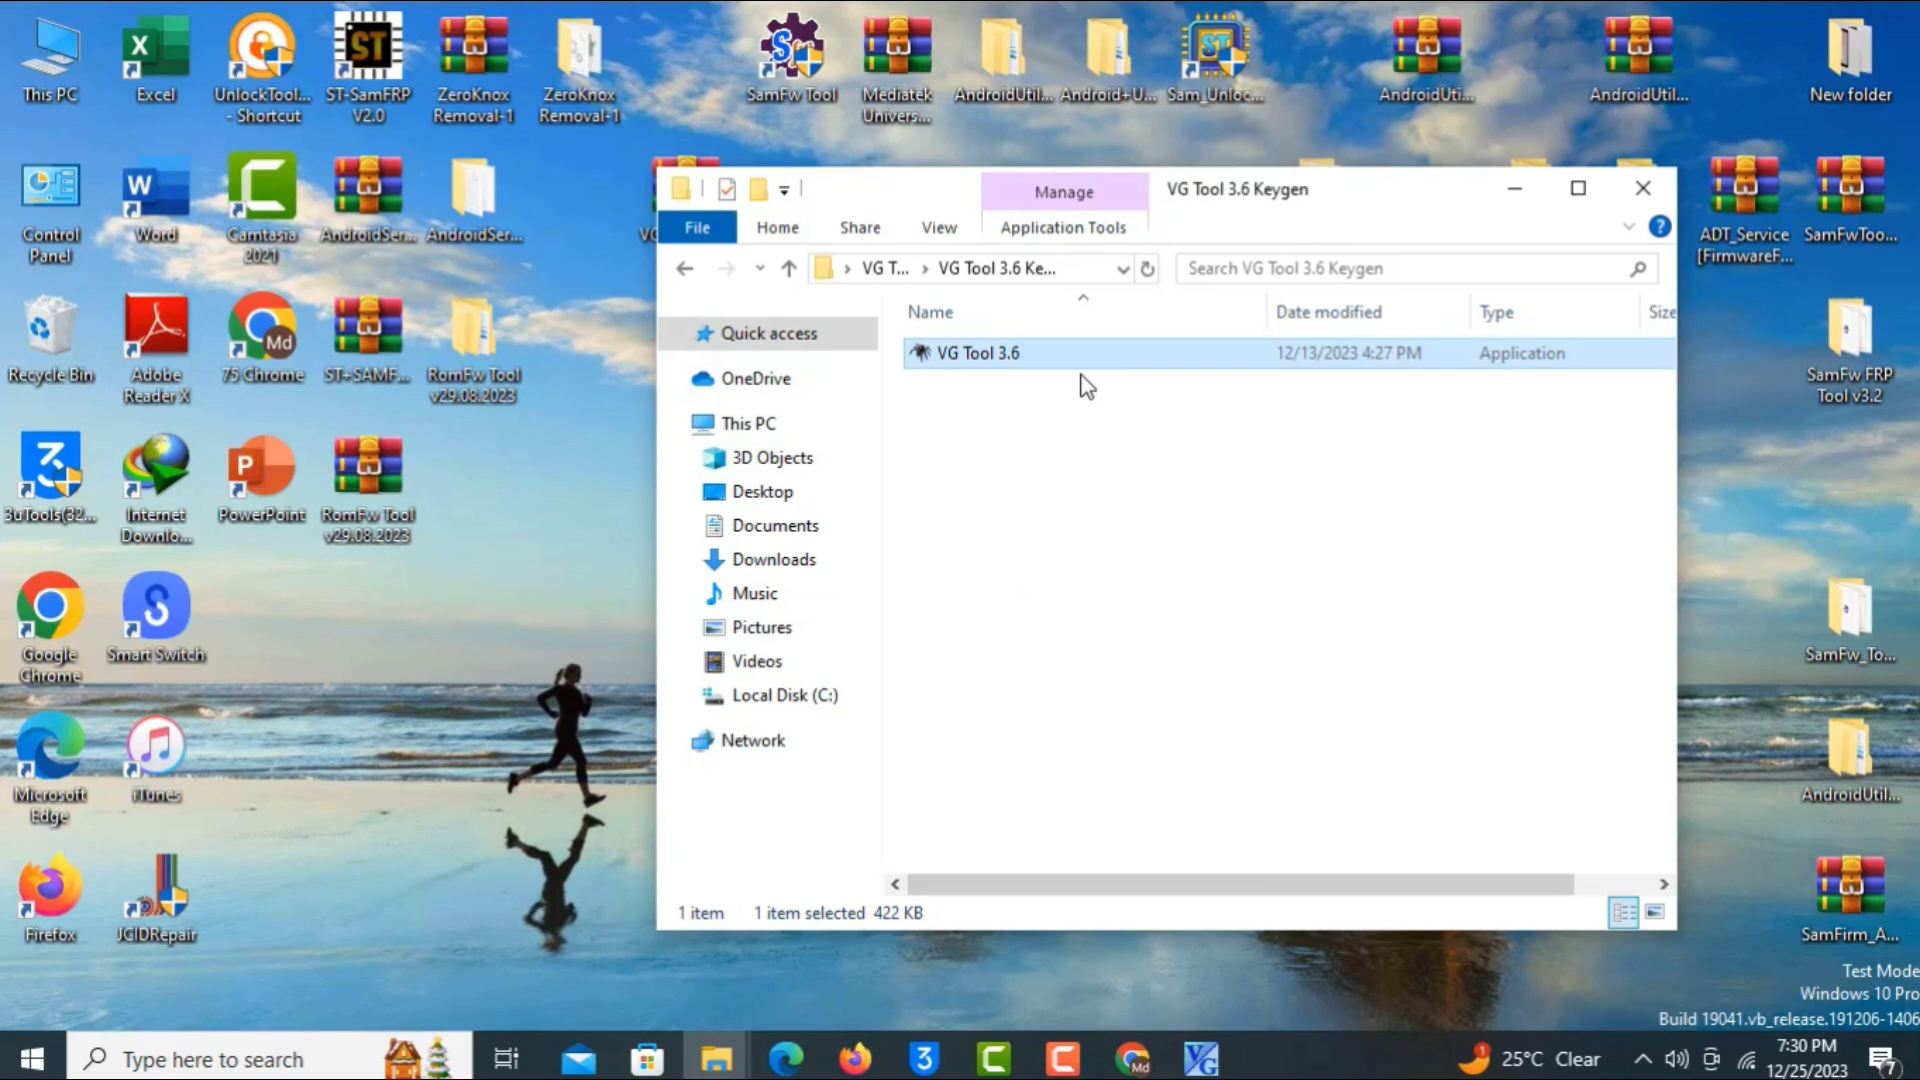 This PC
Excel
UnlockTool...
- Shortcut
ST-SamFRP
V2.0
ZeroKnox
Removal-1
ZeroKnox
Removal-1
SamFw Tool
Mediatek
Univers...
AndroidUtil...
Android+U...
Sam_Unloc...
AndroidUti...
AndroidUtil...
New folder
Control
Panel
Word
Camtasia
2021
AndroidSer...
AndroidSer...
ADT_Service
[FirmwareF...
SamFwToo...
Recycle Bin
Adobe
Reader X
75 Chrome
ST+SAMF...
RomFw Tool
v29.08.2023
SamFw FRP
Tool v3.2
3uTools(32...
Internet
Downlo...
PowerPoint
RomFw Tool
v29.08.2023
Google
Chrome
Smart Switch
SamFw_To...
Microsoft
Edge
iTunes
AndroidUtil...
Firefox
JCIDRepair
SamFirm_A...
Manage
VG Tool 3.6 Keygen
File
Home
Share
View
Application Tools
VG T...
VG Tool 3.6 Ke...
Search VG Tool 3.6 Keygen
Name
Date modified
Type
Size
Quick access
VG Tool 3.6
12/13/2023 4:27 PM
Application
OneDrive
This PC
3D Objects
Desktop
Documents
Downloads
Music
Pictures
Videos
Local Disk (C:)
Network
1 item
1 item selected 422 KB
Test Mode
Windows 10 Pro
Build 19041.vb_release.191206-1406
Type here to search
25°C Clear
7:30 PM
12/25/2023
7